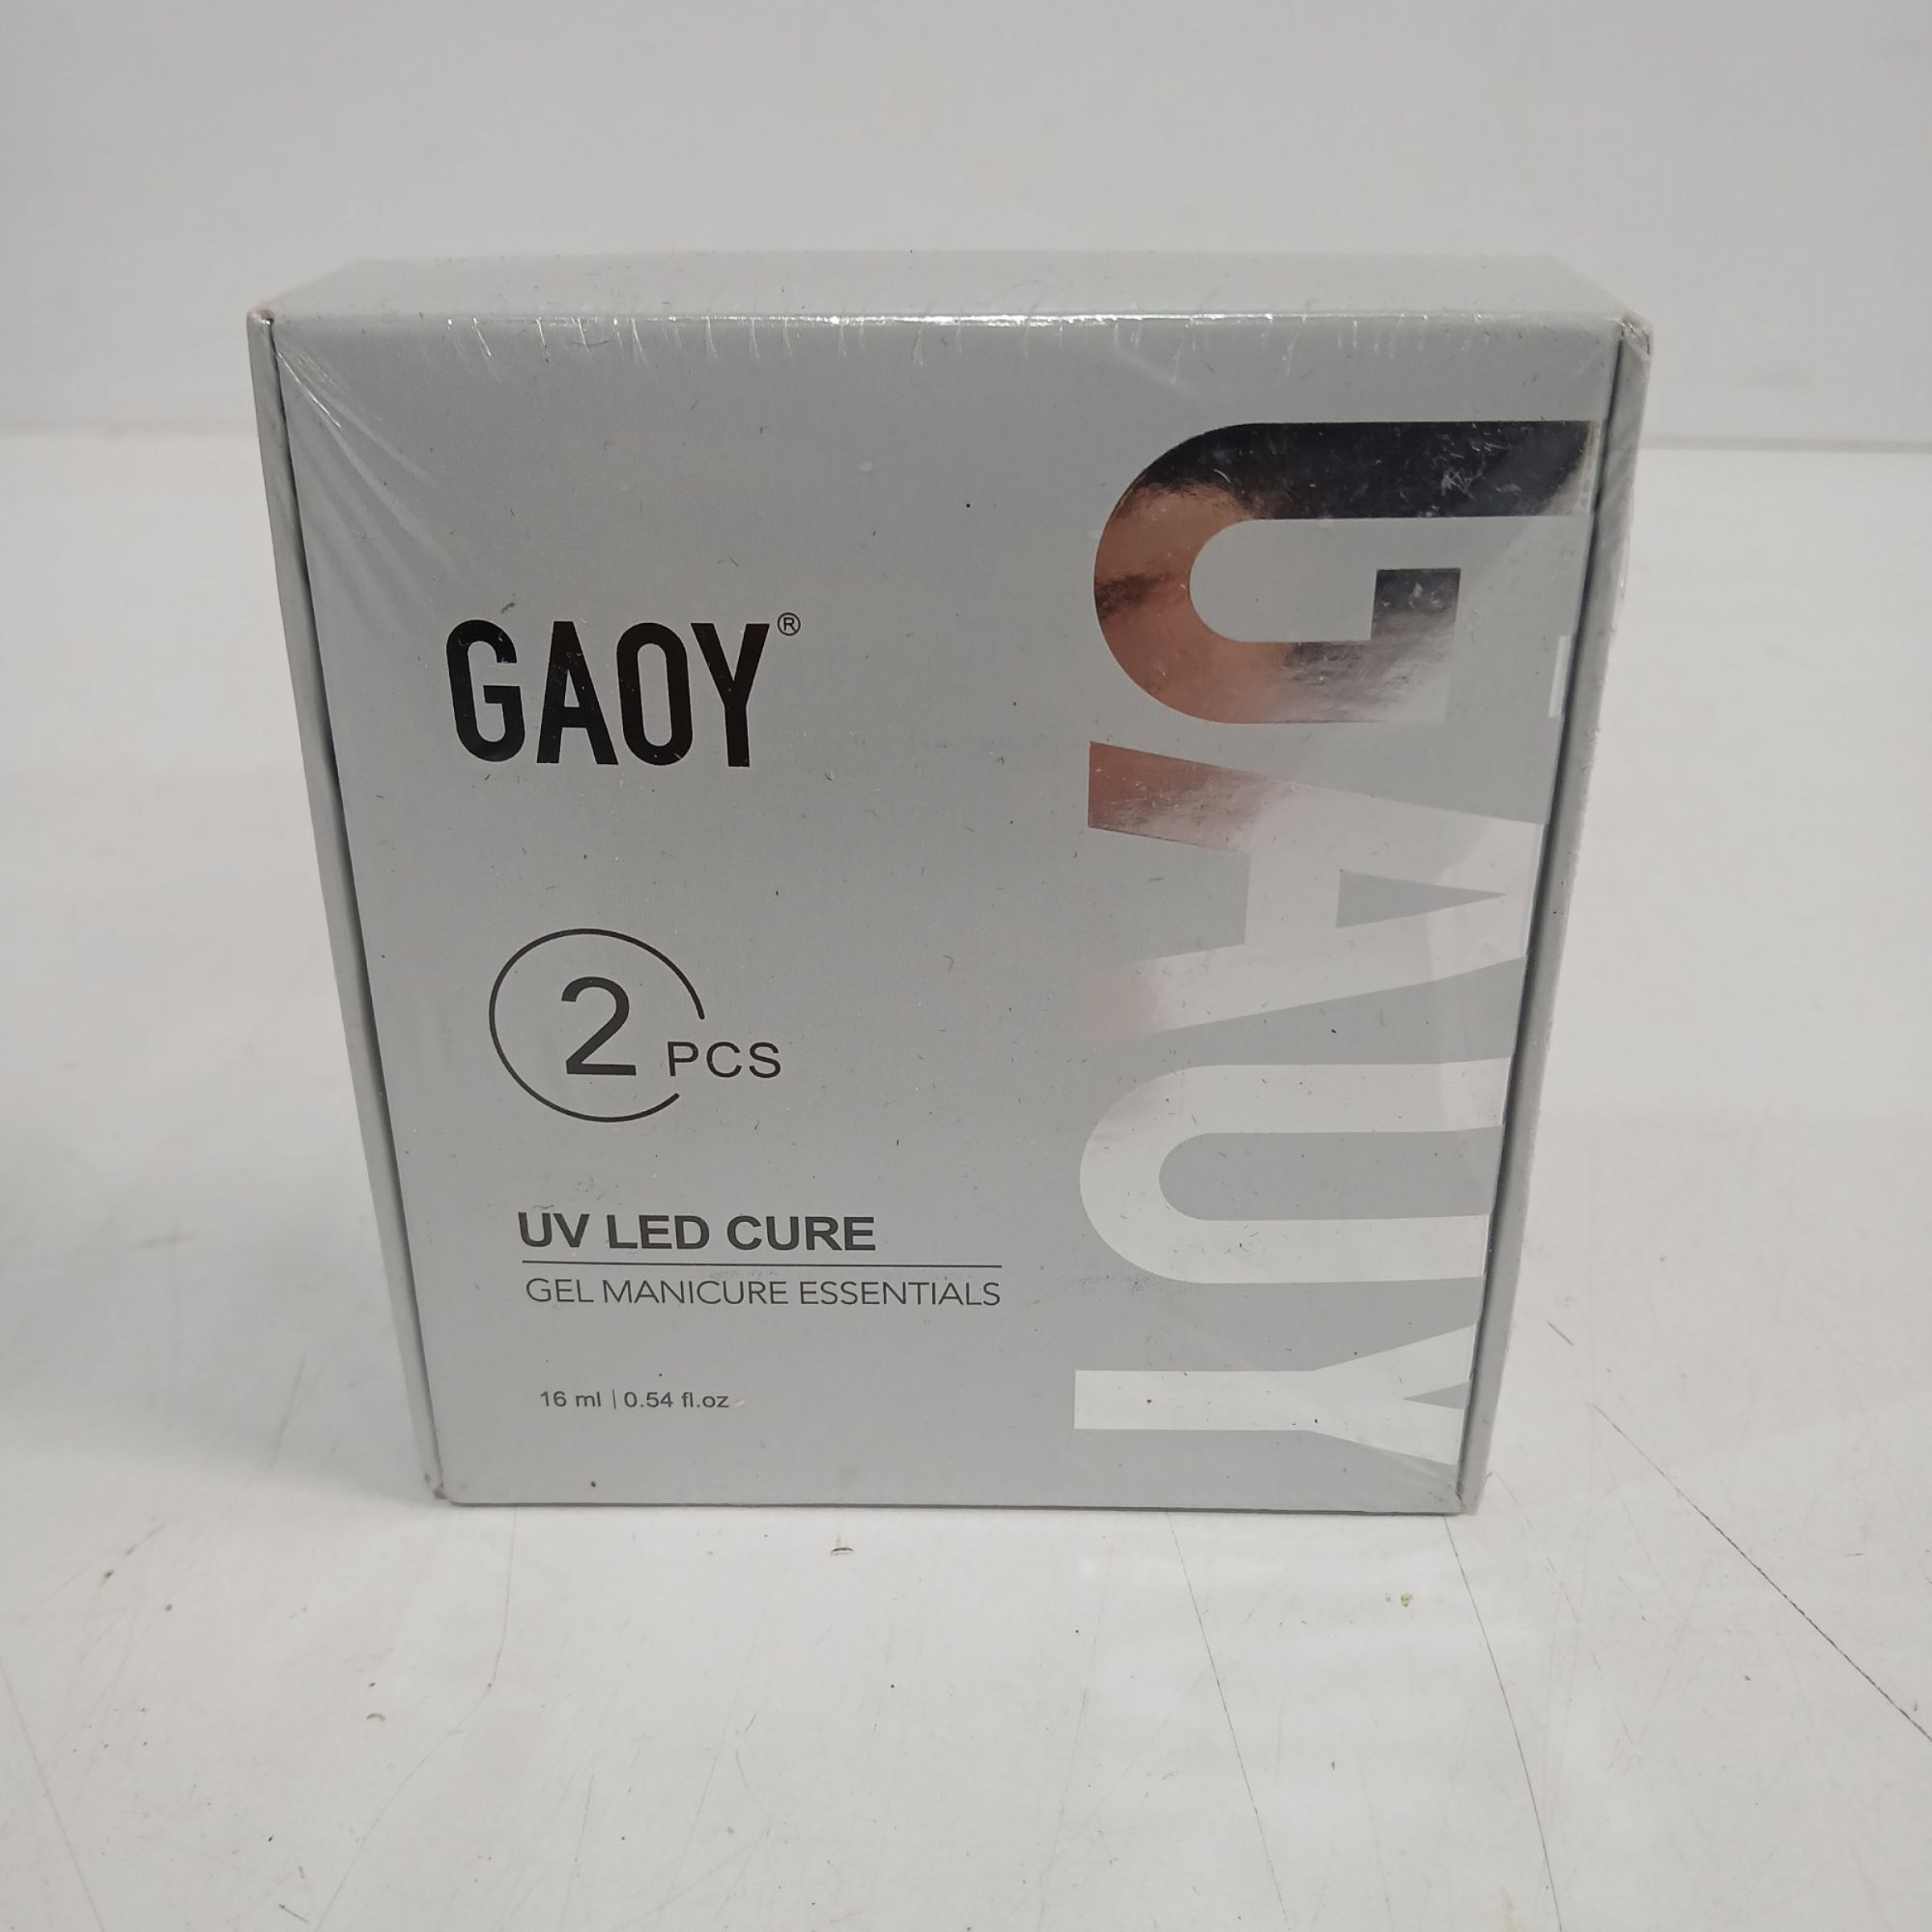 GAOY®
2 PCS
UV LED CURE
GEL MANICURE ESSENTIALS
16 ml | 0.54 fl.oz
GAOY